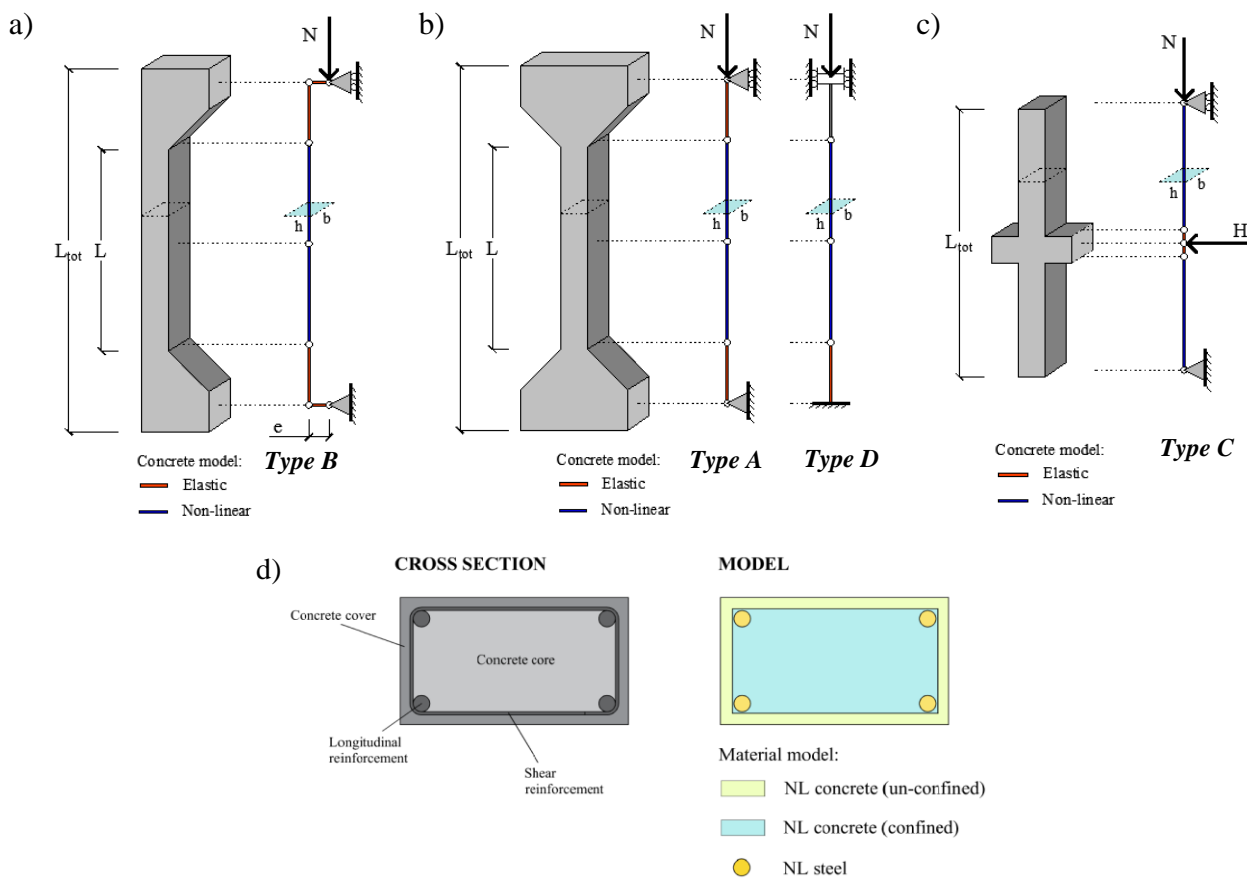 a)
N
L_tot
L
h
b
e
Concrete model:
Type B
Elastic
Non-linear
b)
N
N
L_tot
L
h
b
h
b
Concrete model:
Type A
Type D
Elastic
Non-linear
c)
N
L_tot
h
b
H
Concrete model:
Type C
Elastic
Non-linear
d)
CROSS SECTION
Concrete cover
Concrete core
Longitudinal
reinforcement
Shear
reinforcement
MODEL
Material model:
NL concrete (un-confined)
NL concrete (confined)
NL steel